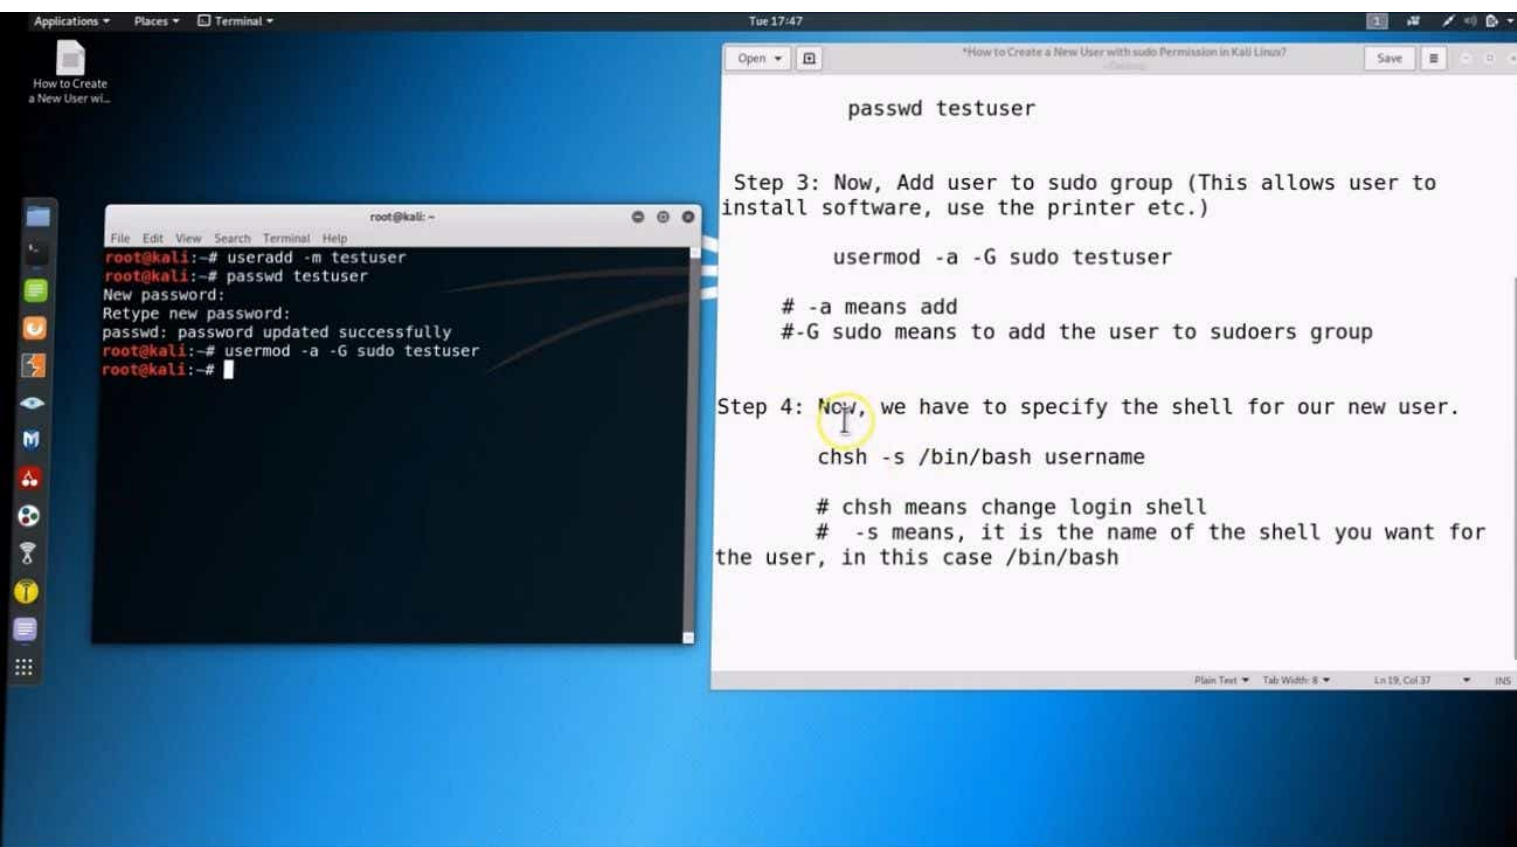 Applications Places Terminal Tue 17:47 1
How to Create
a New User wi...
Open *How to Create a New User with sudo Permission in Kali Linux? Save
passwd testuser
Step 3: Now, Add user to sudo group (This allows user to
install software, use the printer etc.)
usermod -a -G sudo testuser
# -a means add
#-G sudo means to add the user to sudoers group
Step 4: Now, we have to specify the shell for our new user.
chsh -s /bin/bash username
# chsh means change login shell
# -s means, it is the name of the shell you want for
the user, in this case /bin/bash
Plain Text Tab Width: 8 Ln 19, Col 37 INS
root@kali: ~
File Edit View Search Terminal Help
root@kali:~# useradd -m testuser
root@kali:~# passwd testuser
New password:
Retype new password:
passwd: password updated successfully
root@kali:~# usermod -a -G sudo testuser
root@kali:~#